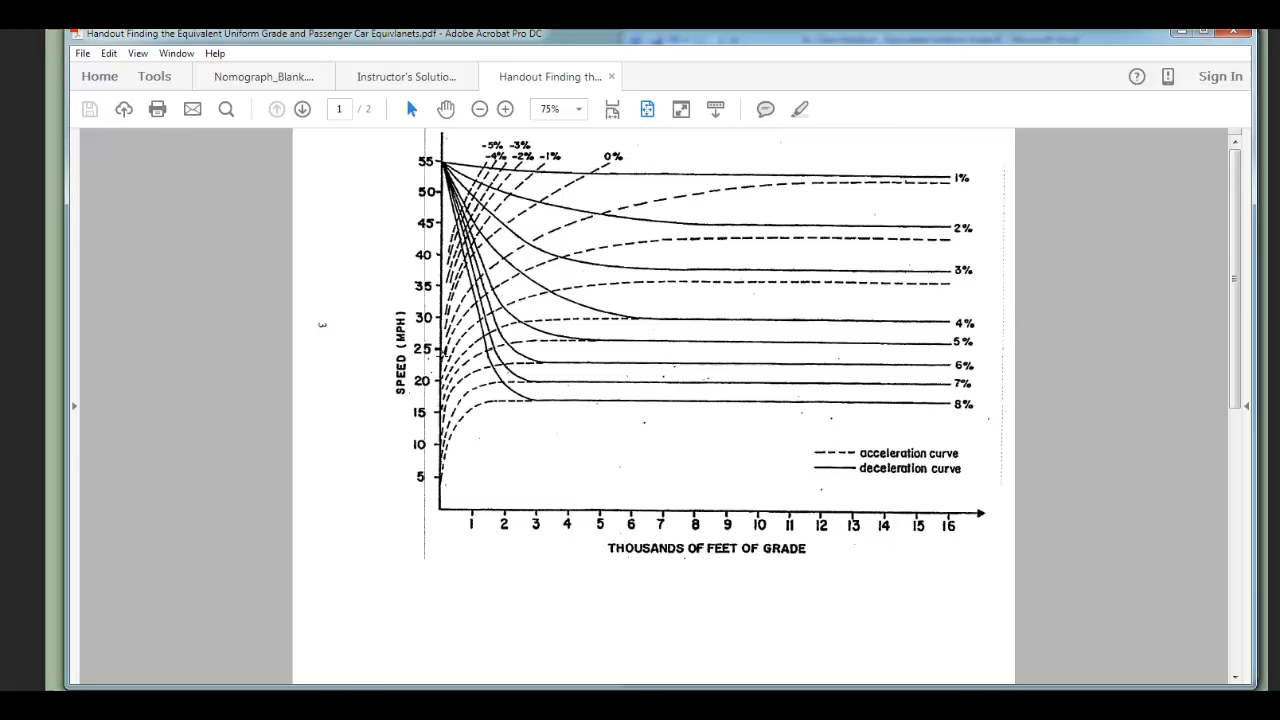 Handout Finding the Equivalent Uniform Grade and Passenger Car Equivlanets.pdf - Adobe Acrobat Pro DC
File Edit View Window Help
Home Tools Nomograph_Blank.... Instructor's Solutio... Handout Finding th... × Sign In
1 / 2 75%
-5% -3%
-4% -2% -1% 0%
55
1%
50
45
2%
40
3%
35
30
4%
5%
25
6%
20
7%
8%
15
10
5
SPEED (MPH)
3
acceleration curve
deceleration curve
1 2 3 4 5 6 7 8 9 10 11 12 13 14 15 16
THOUSANDS OF FEET OF GRADE